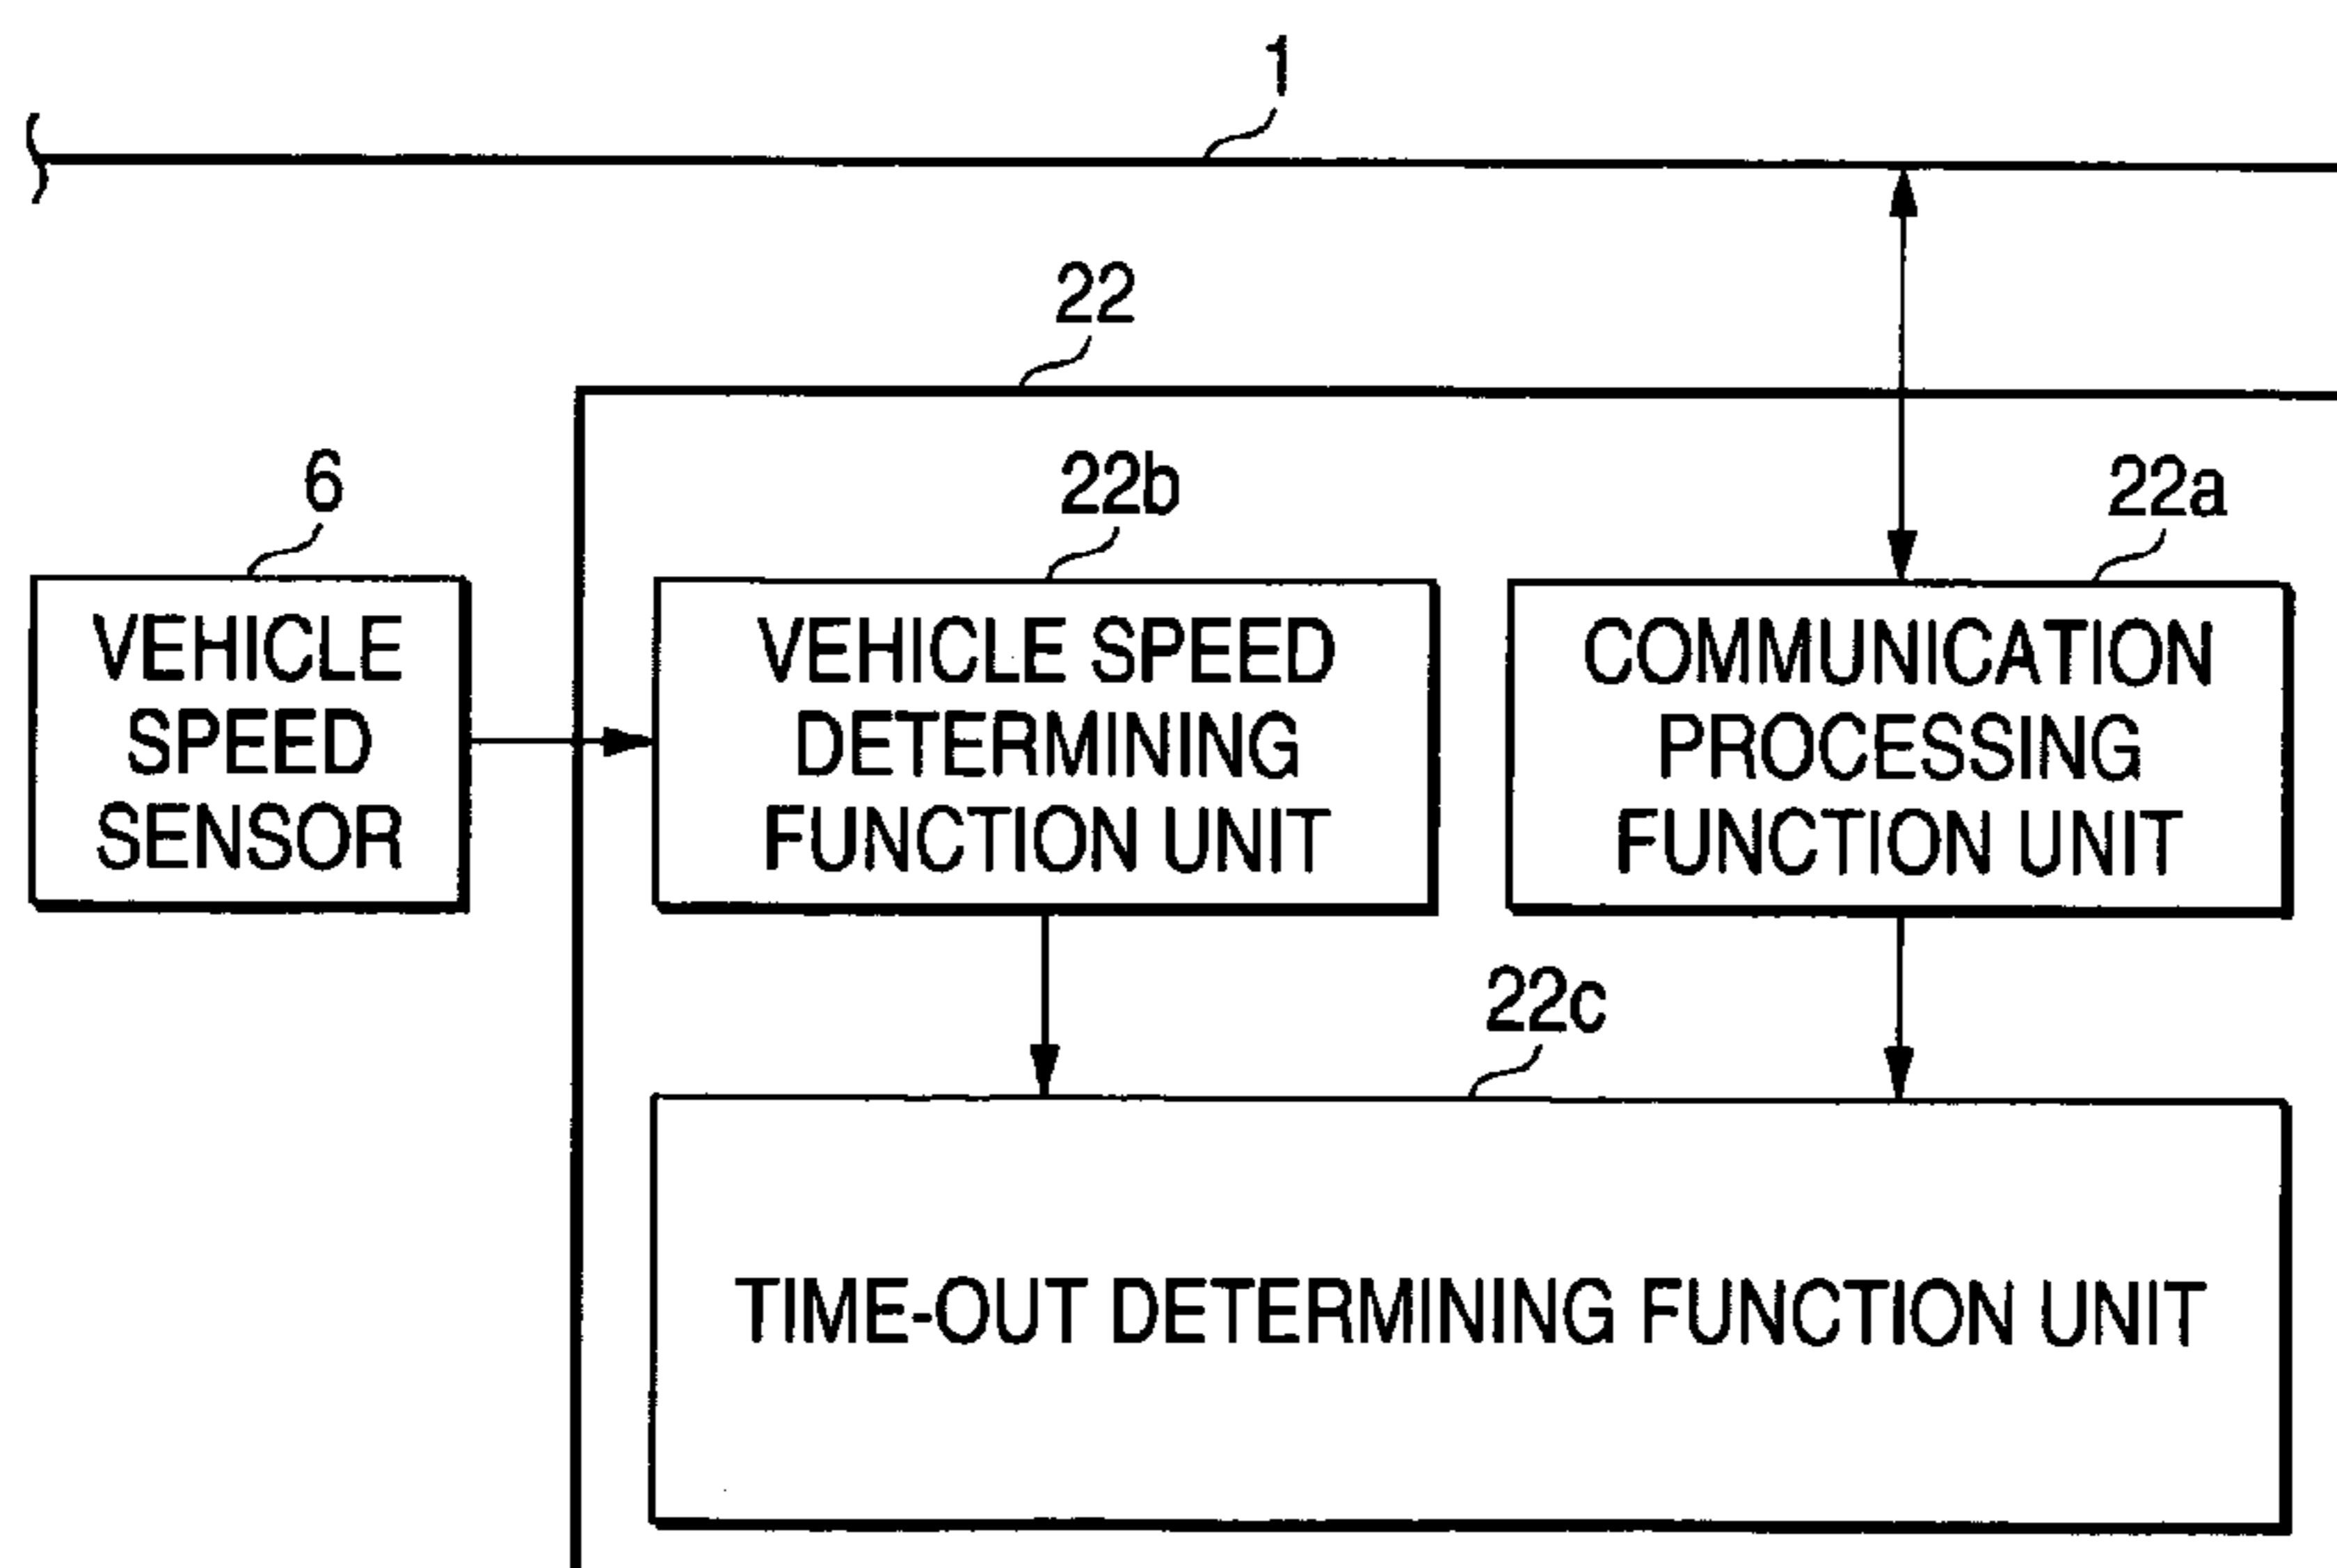 1
22
6
22b
22a
VEHICLE
SPEED
SENSOR
VEHICLE SPEED
DETERMINING
FUNCTION UNIT
COMMUNICATION
PROCESSING
FUNCTION UNIT
22c
TIME-OUT DETERMINING FUNCTION UNIT